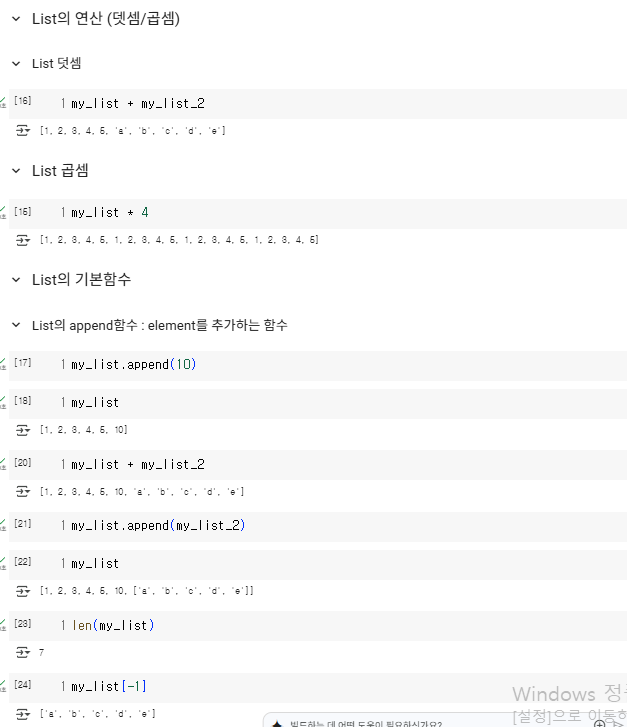 List의 연산 (뎃셈/곱셈)
List 덧셈
[16] 1 my_list + my_list_2
[1, 2, 3, 4, 5, 'a', 'b', 'c', 'd', 'e']
List 곱셈
[15] 1 my_list * 4
[1, 2, 3, 4, 5, 1, 2, 3, 4, 5, 1, 2, 3, 4, 5, 1, 2, 3, 4, 5]
List의 기본함수
List의 append함수 : element를 추가하는 함수
[17] 1 my_list.append(10)
[18] 1 my_list
[1, 2, 3, 4, 5, 10]
[20] 1 my_list + my_list_2
[1, 2, 3, 4, 5, 10, 'a', 'b', 'c', 'd', 'e']
[21] 1 my_list.append(my_list_2)
[22] 1 my_list
[1, 2, 3, 4, 5, 10, ['a', 'b', 'c', 'd', 'e']]
[23] 1 len(my_list)
7
[24] 1 my_list[-1]
Windows 정
['a', 'b', 'c', 'd', 'e']
[설정]으로 이동
빌드하는 데 어떤 도움이 필요하신가요?